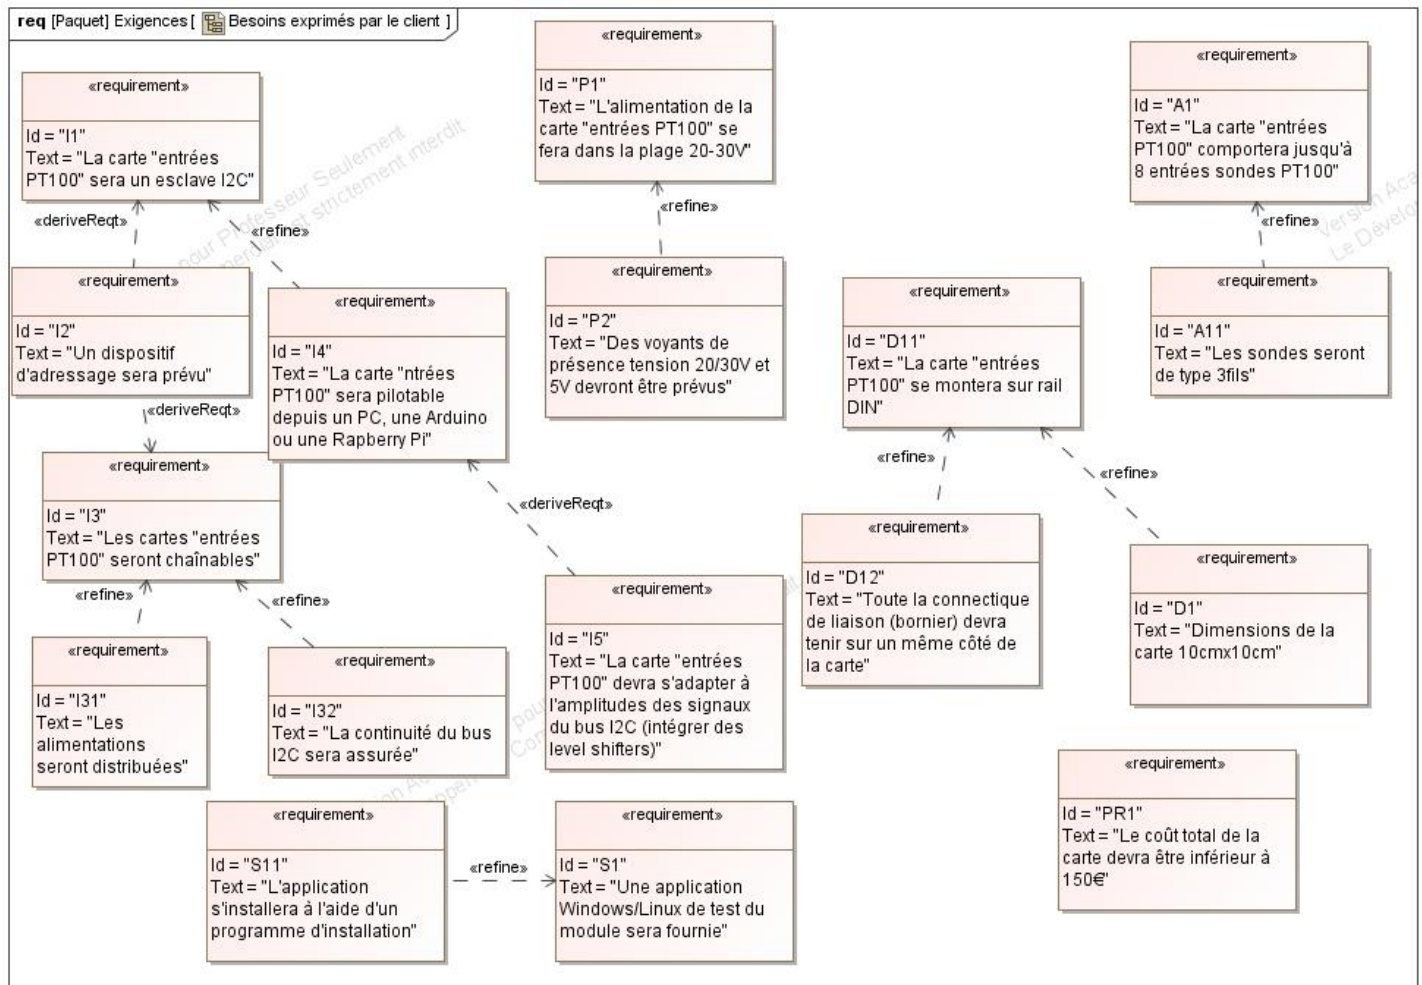 req [Paquet] Exigences [ Besoins exprimés par le client ]
«requirement»
Id = "I1"
Text = "La carte "entrées
PT100" sera un esclave I2C"
«deriveReqt»
«refine»
«requirement»
Id = "I2"
Text = "Un dispositif
d'adressage sera prévu"
«deriveReqt»
«requirement»
Id = "I4"
Text = "La carte "ntrées
PT100" sera pilotable
depuis un PC, une Arduino
ou une Rapberry Pi"
«requirement»
Id = "I3"
Text = "Les cartes "entrées
PT100" seront chaînables"
«refine»
«refine»
«deriveReqt»
«requirement»
Id = "I31"
Text = "Les
alimentations
seront distribuées"
«requirement»
Id = "I32"
Text = "La continuité du bus
I2C sera assurée"
«requirement»
Id = "I5"
Text = "La carte "entrées
PT100" devra s'adapter à
l'amplitudes des signaux
du bus I2C (intégrer des
level shifters)"
«requirement»
Id = "S11"
Text = "L'application
s'installera à l'aide d'un
programme d'installation"
«refine»
«requirement»
Id = "S1"
Text = "Une application
Windows/Linux de test du
module sera fournie"
«requirement»
Id = "P1"
Text = "L'alimentation de la
carte "entrées PT100" se
fera dans la plage 20-30V"
«refine»
«requirement»
Id = "P2"
Text = "Des voyants de
présence tension 20/30V et
5V devront être prévus"
«requirement»
Id = "A1"
Text = "La carte "entrées
PT100" comportera jusqu'à
8 entrées sondes PT100"
«refine»
«requirement»
Id = "A11"
Text = "Les sondes seront
de type 3fils"
«requirement»
Id = "D11"
Text = "La carte "entrées
PT100" se montera sur rail
DIN"
«refine»
«refine»
«requirement»
Id = "D12"
Text = "Toute la connectique
de liaison (bornier) devra
tenir sur un même côté de
la carte"
«requirement»
Id = "D1"
Text = "Dimensions de la
carte 10cmx10cm"
«requirement»
Id = "PR1"
Text = "Le coût total de la
carte devra être inférieur à
150€"
pour Professeur Seulement
est strictement interdit
Version